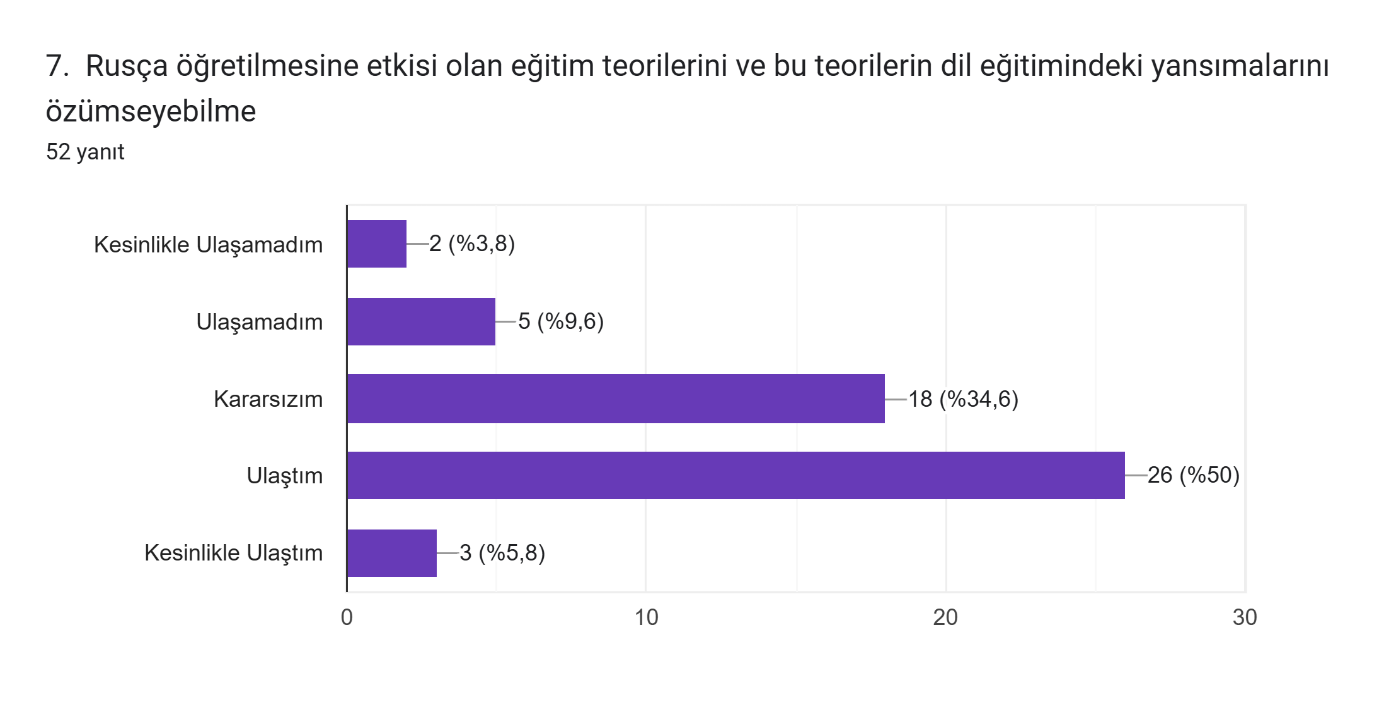 7.  Rusça öğretilmesine etkisi olan eğitim teorilerini ve bu teorilerin dil eğitimindeki yansımalarını
özümseyebilme
52 yanıt
Kesinlikle Ulaşamadım 2 (%3,8)
Ulaşamadım 5 (%9,6)
Kararsızım 18 (%34,6)
Ulaştım 26 (%50)
Kesinlikle Ulaştım 3 (%5,8)
0 10 20 30